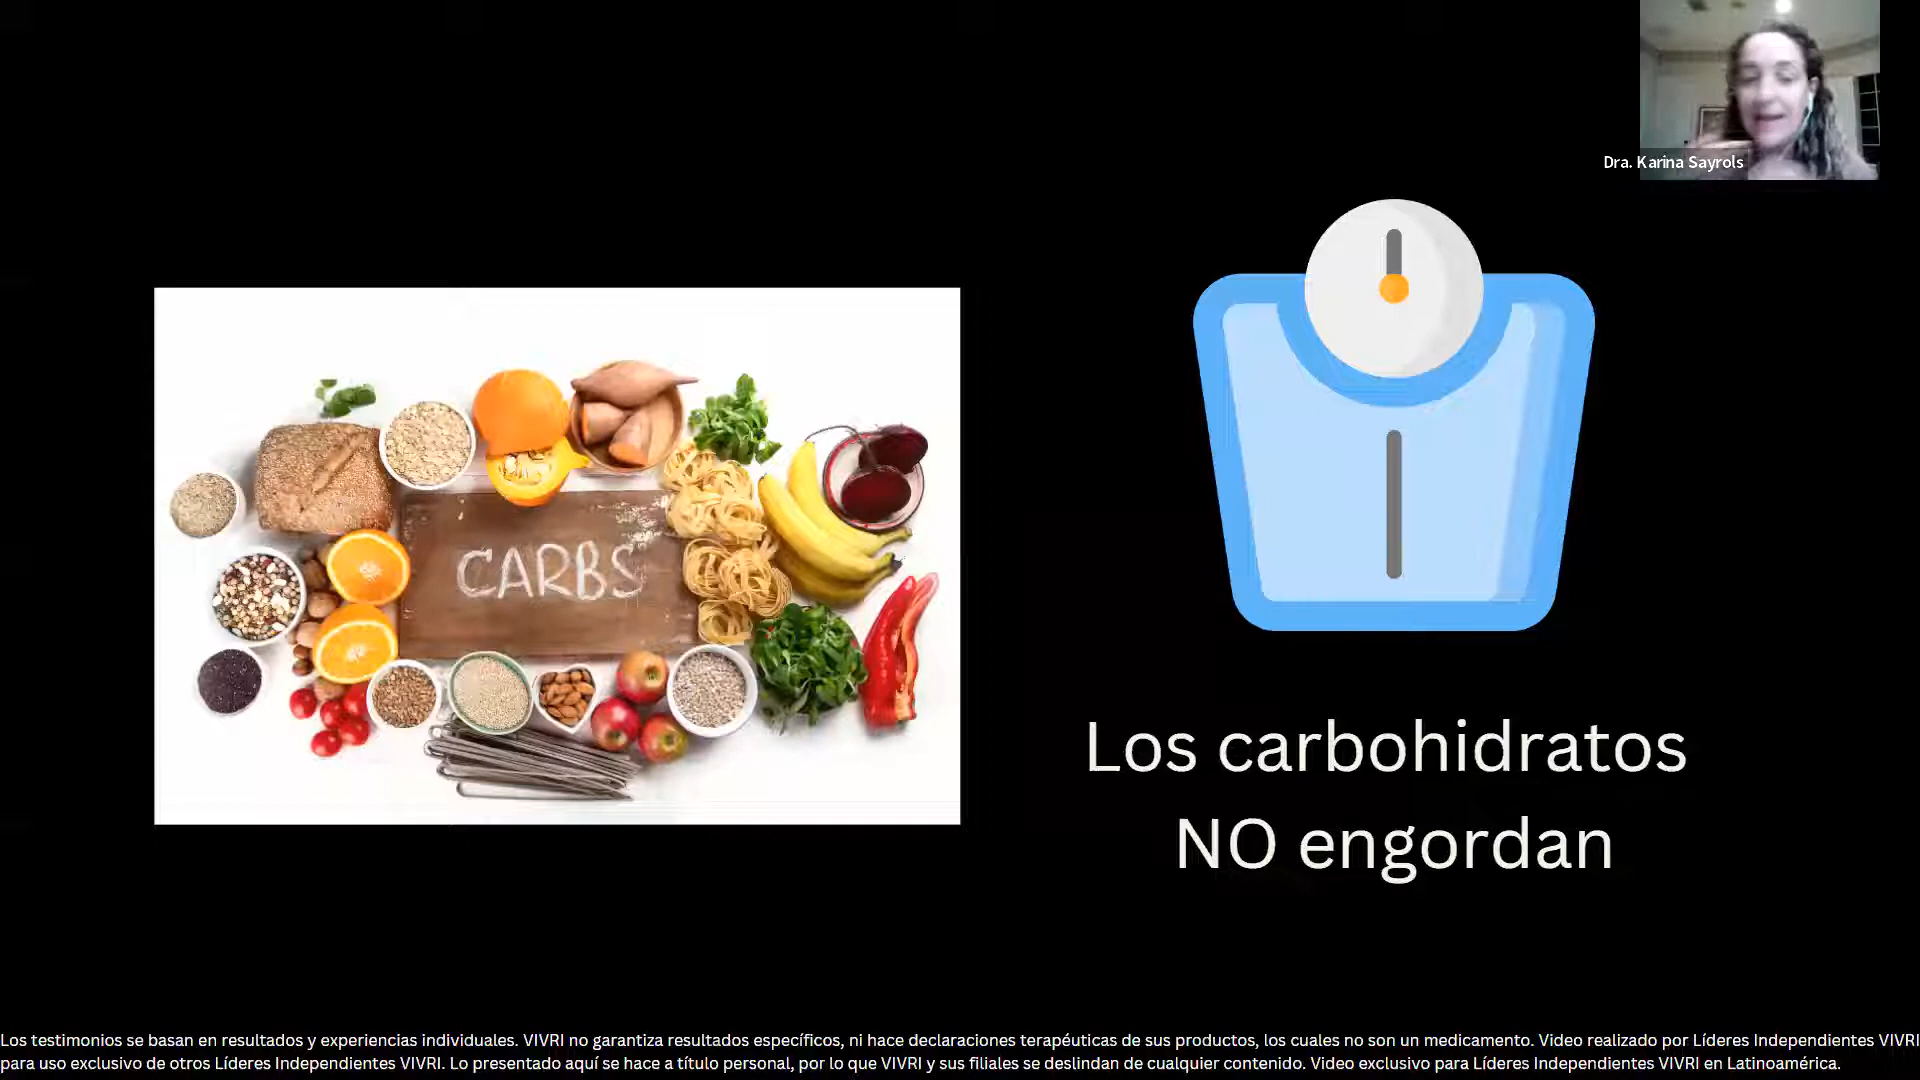 Dra. Karina Sayrols
CARBS
Los carbohidratos
NO engordan
Los testimonios se basan en resultados y experiencias individuales. VIVRI no garantiza resultados específicos, ni hace declaraciones terapéuticas de sus productos, los cuales no son un medicamento. Video realizado por Líderes Independientes VIVRI
para uso exclusivo de otros Líderes Independientes VIVRI. Lo presentado aquí se hace a título personal, por lo que VIVRI y sus filiales se deslindan de cualquier contenido. Video exclusivo para Líderes Independientes VIVRI en Latinoamérica.